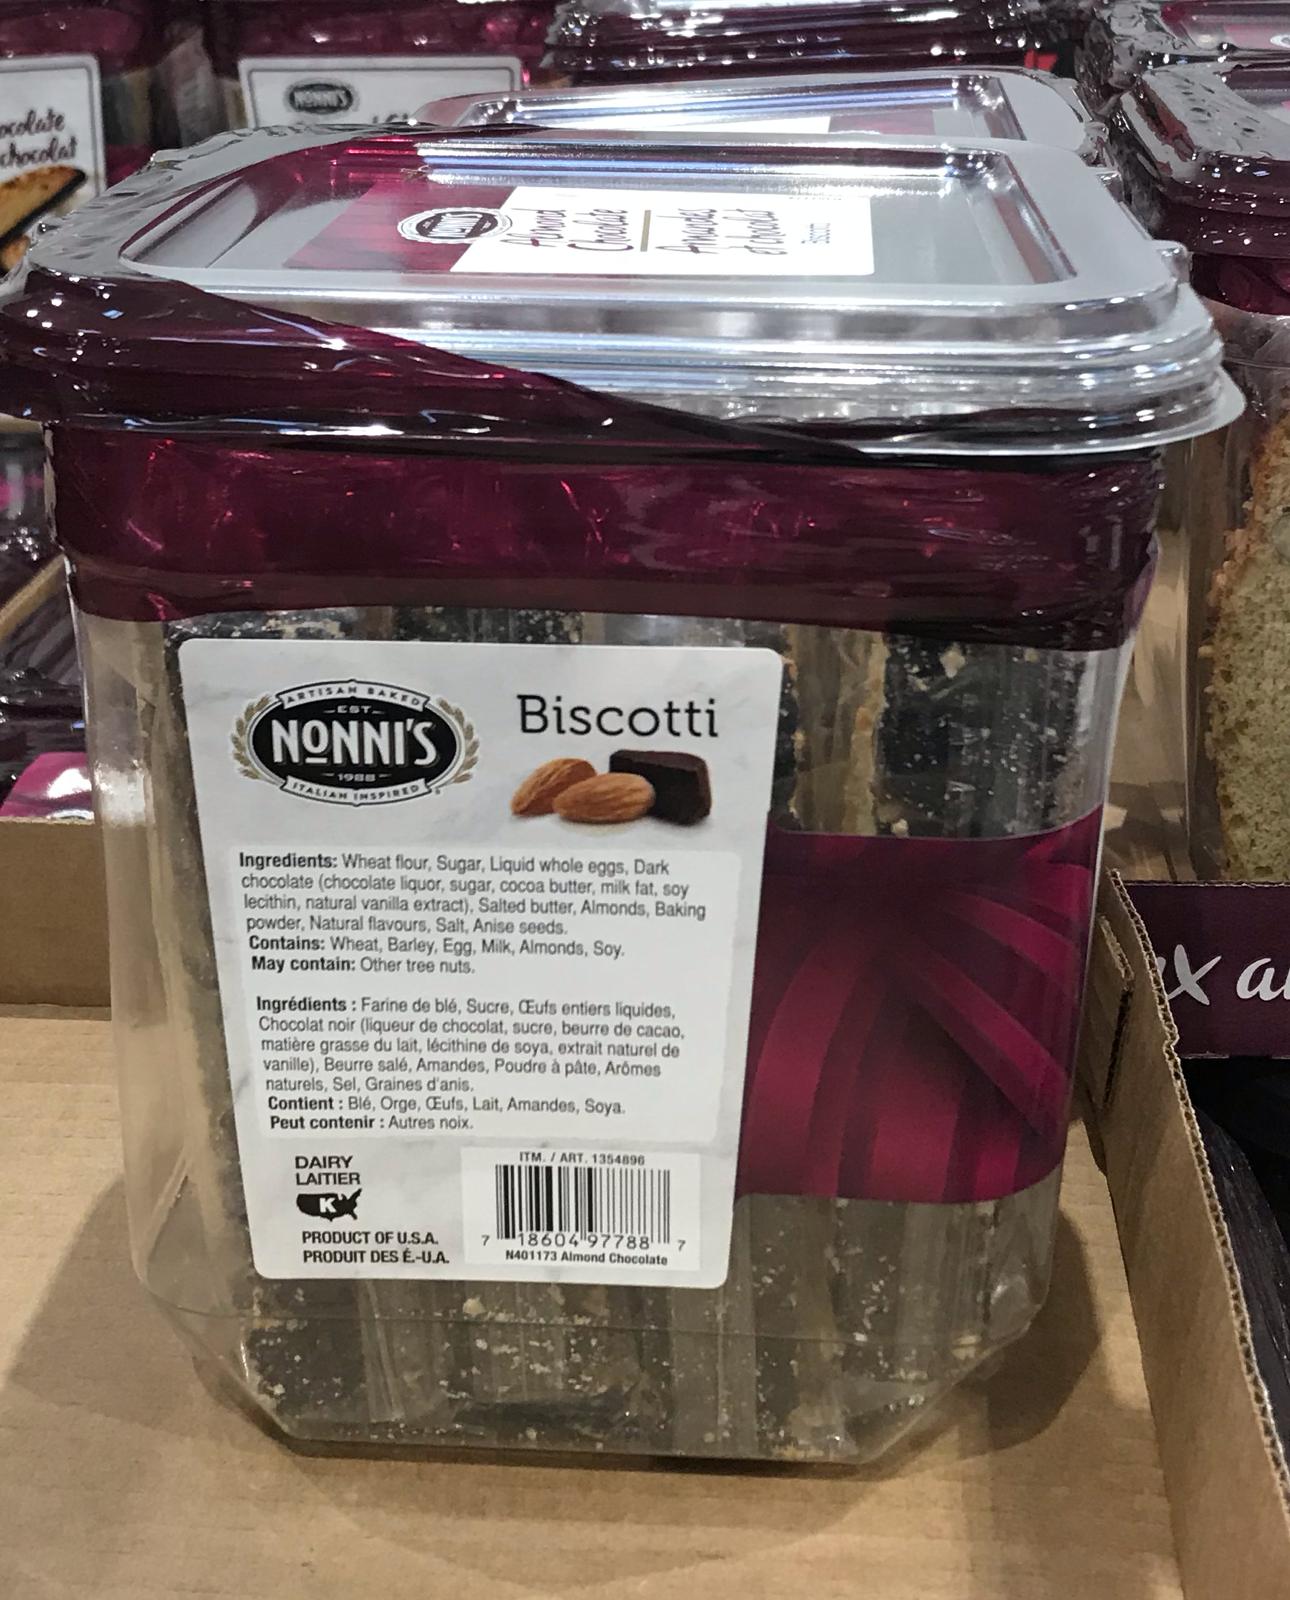 ocolate
chocolat
NONNI'S
NONNI'S
Almond
Chocolate
Amandes
et chocolat
Biscotti
ARTISAN BAKED
EST.
NONNI'S
1988
ITALIAN INSPIRED
Biscotti
Ingredients: Wheat flour, Sugar, Liquid whole eggs, Dark
chocolate (chocolate liquor, sugar, cocoa butter, milk fat, soy
lecithin, natural vanilla extract), Salted butter, Almonds, Baking
powder, Natural flavours, Salt, Anise seeds.
Contains: Wheat, Barley, Egg, Milk, Almonds, Soy.
May contain: Other tree nuts.
Ingrédients : Farine de blé, Sucre, Œufs entiers liquides,
Chocolat noir (liqueur de chocolat, sucre, beurre de cacao,
matière grasse du lait, lécithine de soya, extrait naturel de
vanille), Beurre salé, Amandes, Poudre à pâte, Arômes
naturels, Sel, Graines d'anis.
Contient : Blé, Orge, Œufs, Lait, Amandes, Soya.
Peut contenir : Autres noix.
DAIRY
LAITIER
K
PRODUCT OF U.S.A.
PRODUIT DES É.-U.A.
ITM. / ART. 1354896
7 18604 97788 7
N401173 Almond Chocolate
x a